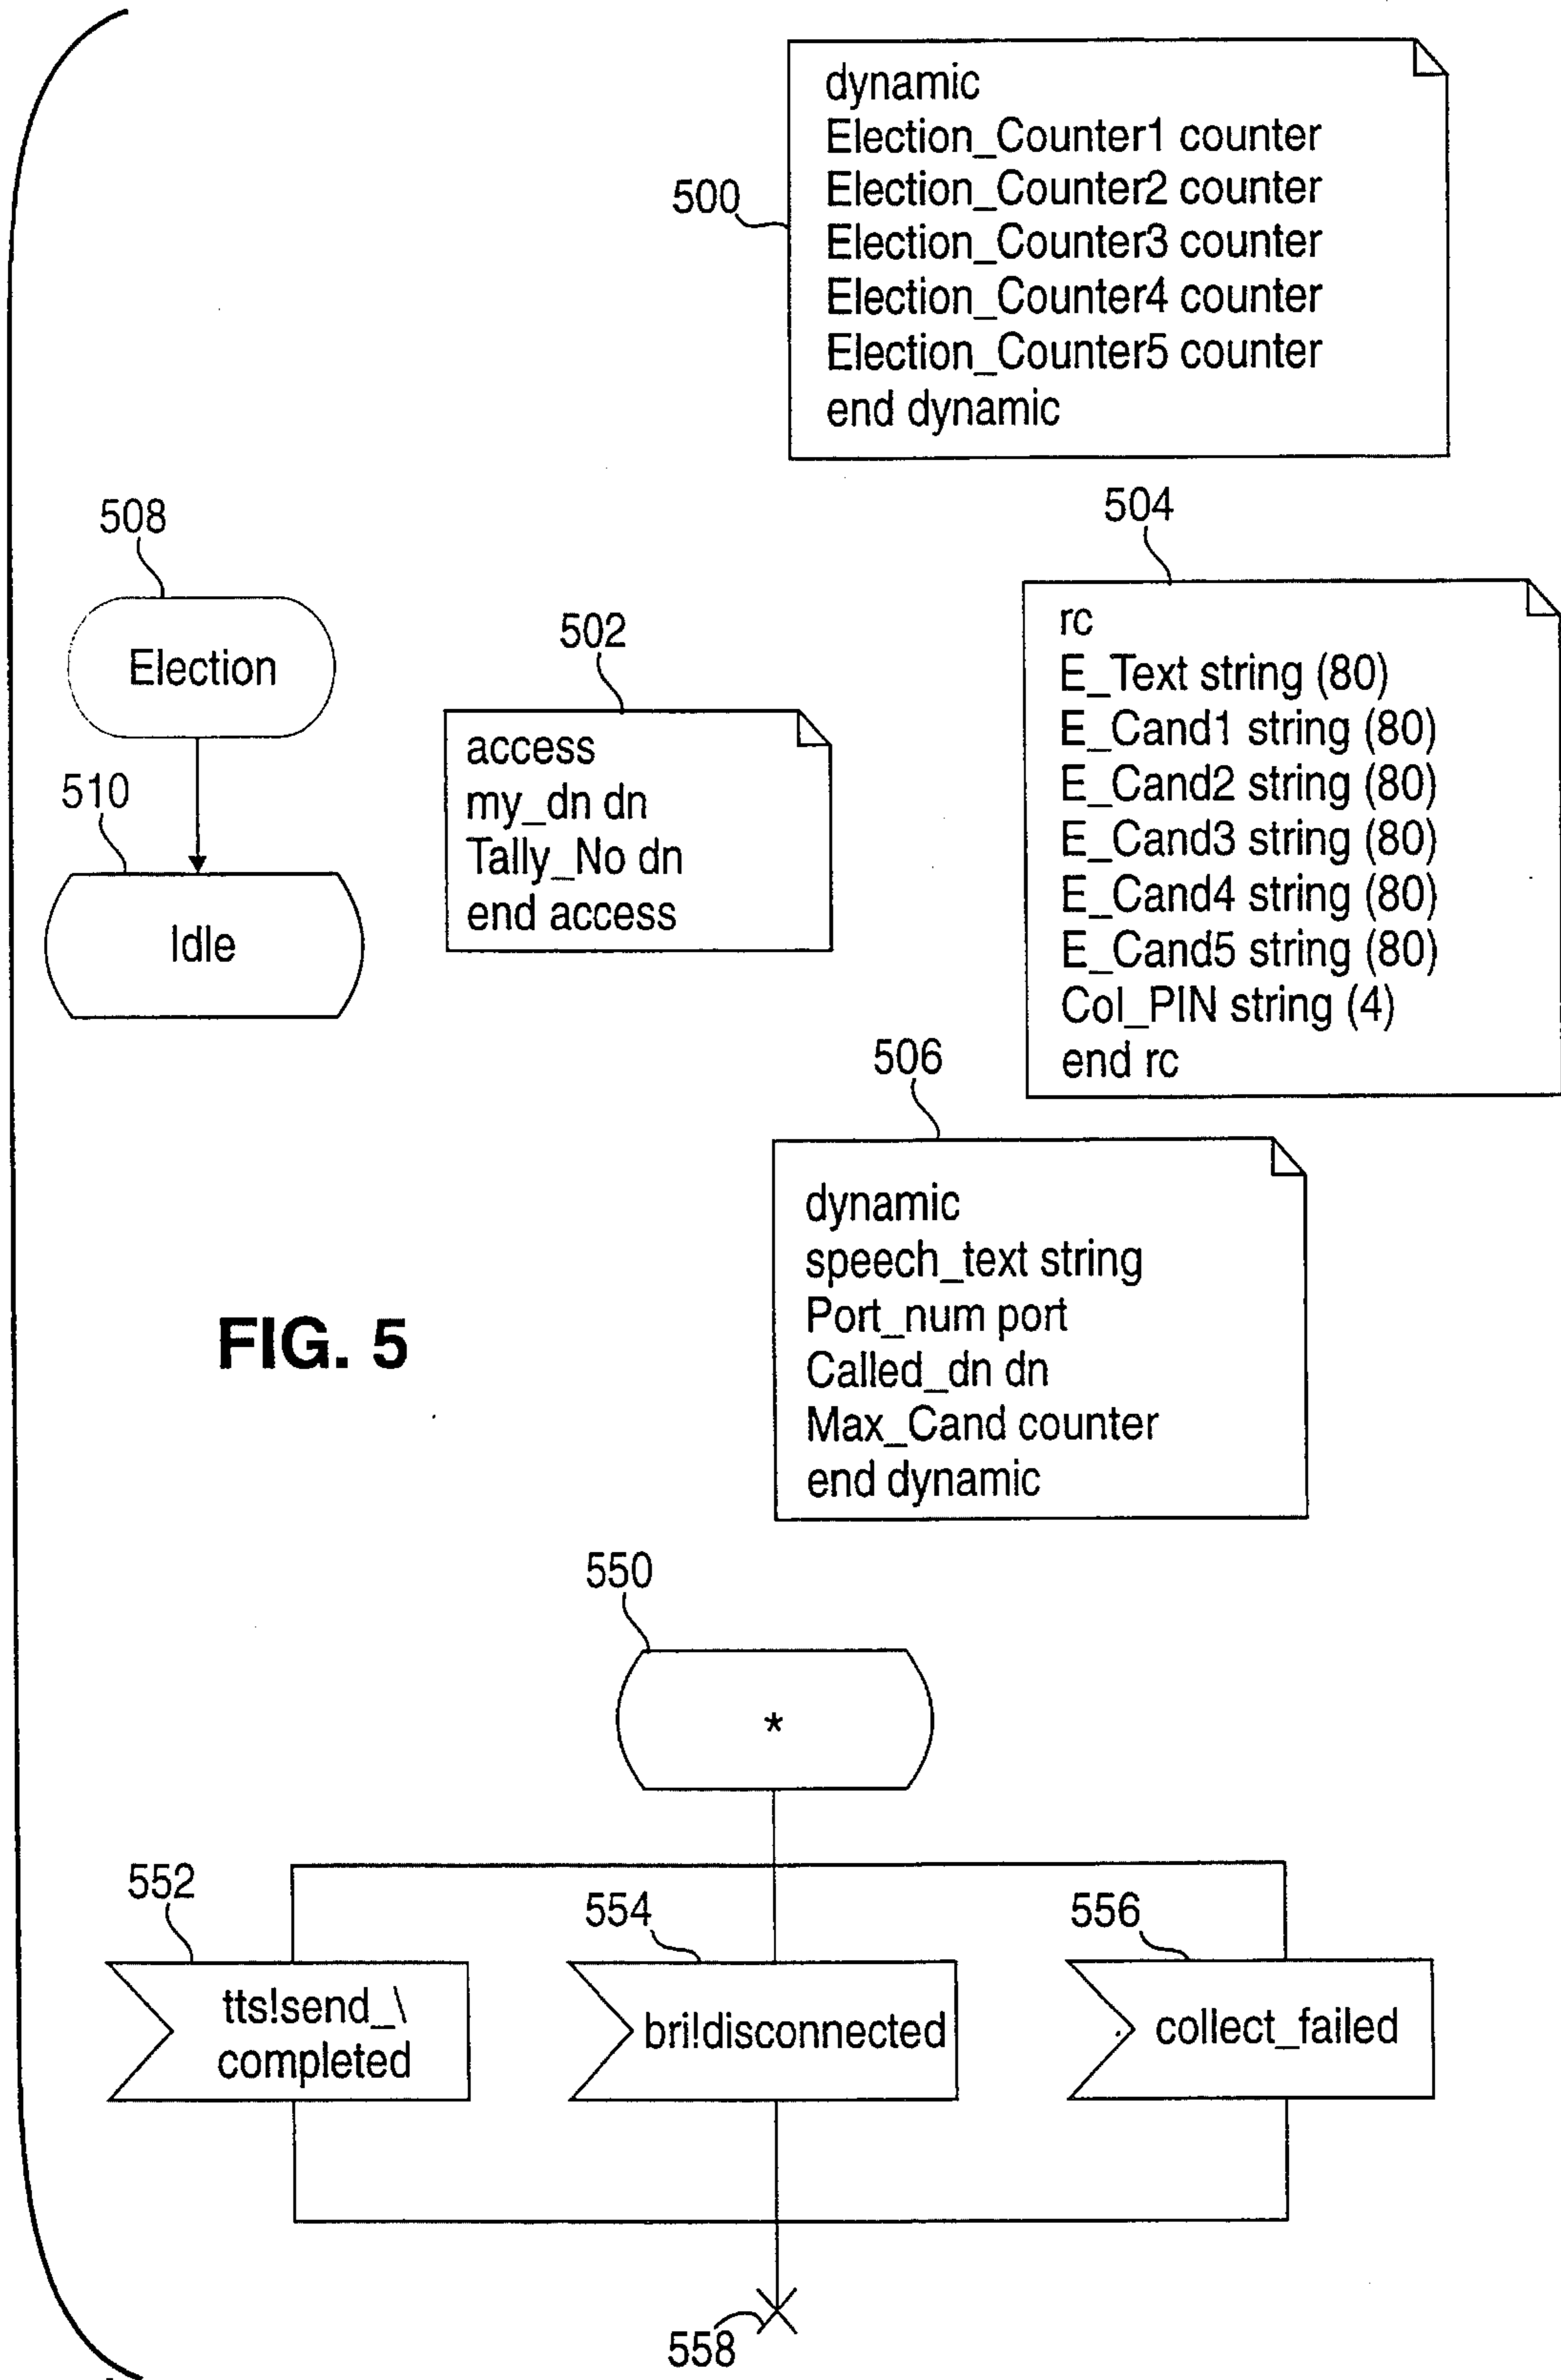 dynamic
Election_Counter1 counter
Election_Counter2 counter
Election_Counter3 counter
Election_Counter4 counter
Election_Counter5 counter
end dynamic
500
508
Election
510
Idle
502
access
my_dn dn
Tally_No dn
end access
504
rc
E_Text string (80)
E_Cand1 string (80)
E_Cand2 string (80)
E_Cand3 string (80)
E_Cand4 string (80)
E_Cand5 string (80)
Col_PIN string (4)
end rc
506
dynamic
speech_text string
Port_num port
Called_dn dn
Max_Cand counter
end dynamic
FIG. 5
550
*
552
tts!send_\
completed
554
bri!disconnected
556
collect_failed
558